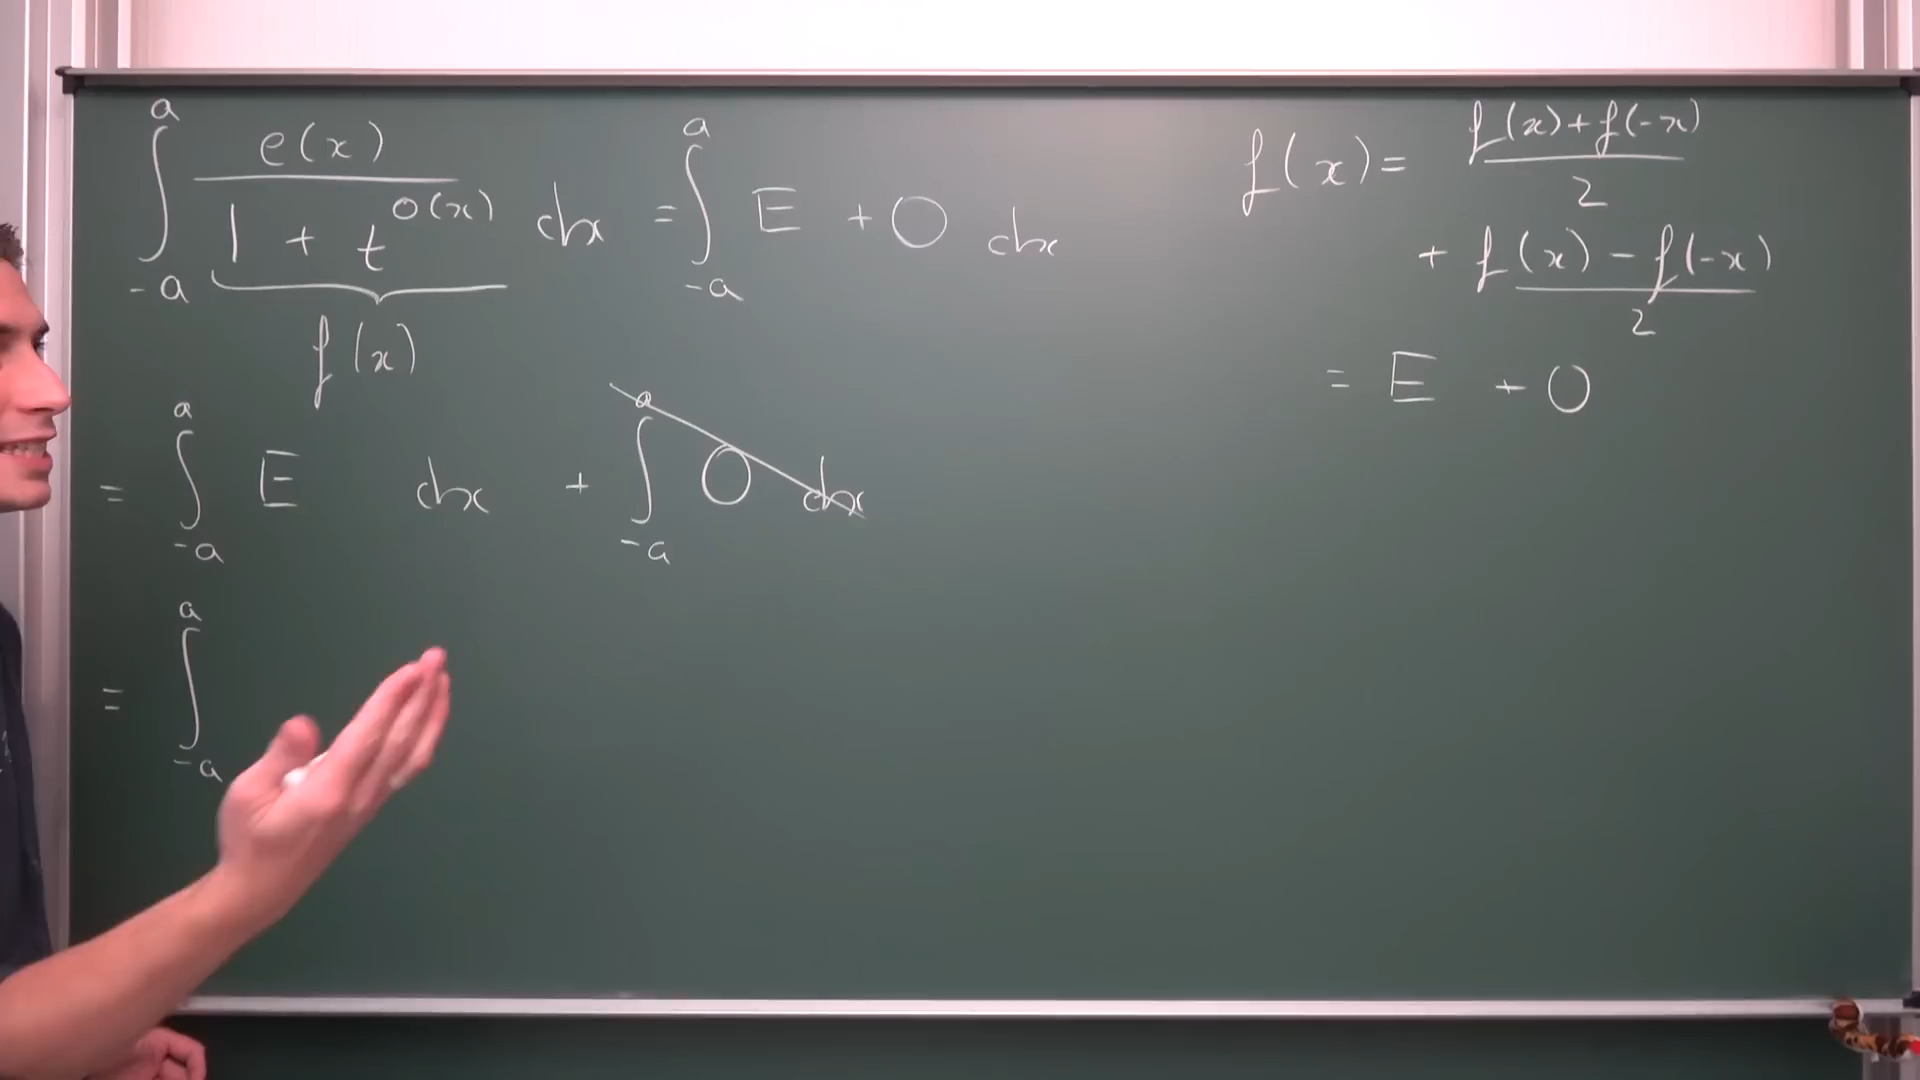 ∫_{-a}^{a} e(x) / (1 + t^{o(x)}) dx = ∫_{-a}^{a} E + O dx
f(x)
= ∫_{-a}^{a} E dx + ∫_{-a}^{a} O dx
= ∫_{-a}^{a}
f(x) = (f(x) + f(-x)) / 2
+ (f(x) - f(-x)) / 2
= E + O